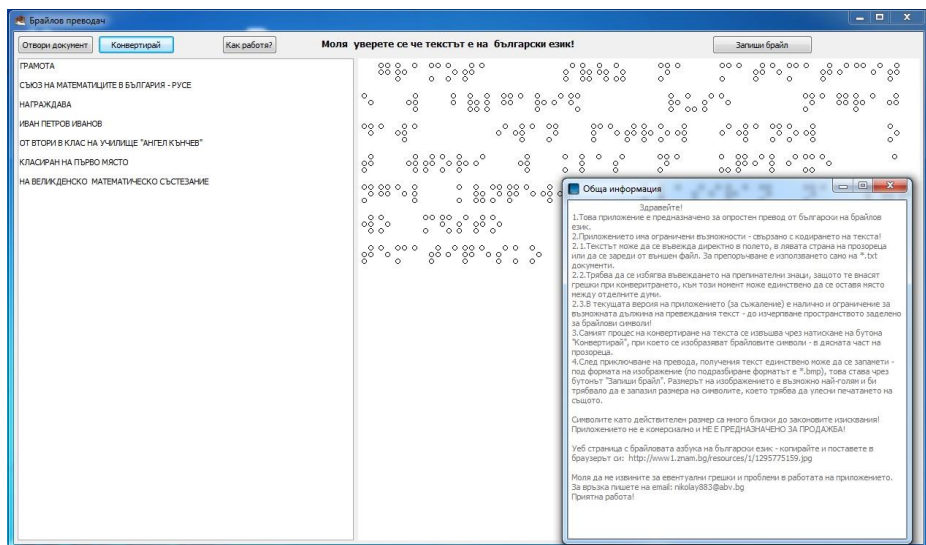 Брайлов преводач
Отвори документ Конвертирай Как работя? Моля уверете се че текстът е на български език! Запиши брайл
ГРАМОТА
СЪЮЗ НА МАТЕМАТИЦИТЕ В БЪЛГАРИЯ - РУСЕ
НАГРАЖДАВА
ИВАН ПЕТРОВ ИВАНОВ
ОТ ВТОРИ В КЛАС НА УЧИЛИЩЕ "АНГЕЛ КЪНЧЕВ"
КЛАСИРАН НА ПЪРВО МЯСТО
НА ВЕЛИКДЕНСКО МАТЕМАТИЧЕСКО СЪСТЕЗАНИЕ
Обща информация
Здравейте!
1.Това приложение е предназначено за опростен превод от български на брайлов
език.
2.Приложението има ограничени възможности - свързано с кодирането на текста!
2.1.Текстът може да се въвежда директно в полето, в лявата страна на прозореца
или да се зареди от външен файл. За препоръчване е използването само на *.txt
документи.
2.2.Трябва да се избягва въвеждането на препинателни знаци, защото те внасят
грешки при конверитрането, към този момент може единствено да се оставя място
между отделните думи.
2.3.В текущата версия на приложението (за съжаление) е налично и ограничение за
възможната дължина на превеждания текст - до изчерпване пространството заделено
за брайлови символи!
3.Самият процес на конвертиране на текста се извъшва чрез натискане на бутона
"Конвертирай", при което се изобразяват брайловите символи - в дясната част на
прозореца.
4.След приключване на превода, получения текст единствено може да се запамети -
под формата на изображение (по подразбиране форматът е *.bmp), това става чрез
бутонът "Запиши брайл". Размерът на изображението е възможно най-голям и би
трябвало да е запазил размера на символите, което трябва да улесни печатането на
същото.
Символите като действителен размер са много близки до законовите изисквания!
Приложението не е комерсиално и НЕ Е ПРЕДНАЗНАЧЕНО ЗА ПРОДАЖБА!
Уеб страница с брайловата азбука на български език - копирайте и поставете в
браузерът си: http://www1.znam.bg/resources/1/1295775159.jpg
Моля да не извините за евентуални грешки и проблени в работата на приложението.
За връзка пишете на email: nikolay883@abv.bg
Приятна работа!